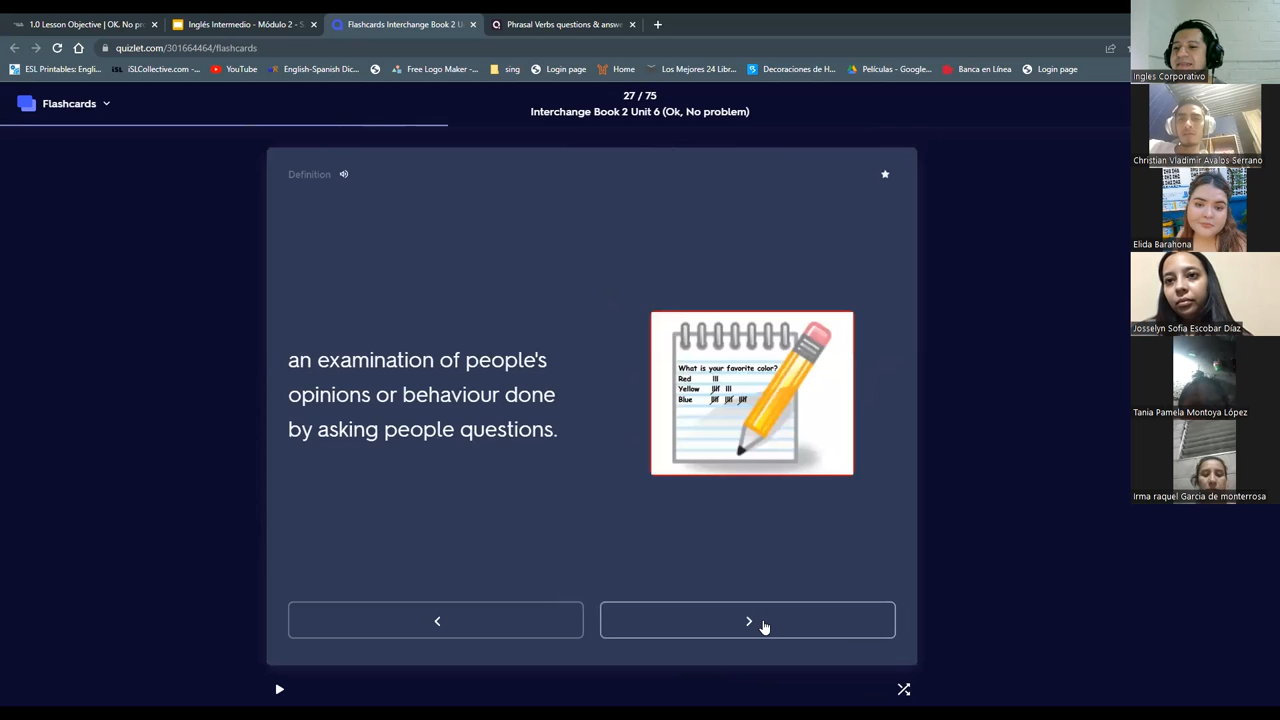 1.0 Lesson Objective | OK. No pr
Inglés Intermedio - Módulo 2 - S
Flashcards Interchange Book 2 U
Phrasal Verbs questions & answe
quizlet.com/301664464/flashcards
ESL Printables: Engli...
iSLCollective.com -...
YouTube
English-Spanish Dic...
Free Logo Maker -...
sing
Login page
Home
Los Mejores 24 Libr...
Decoraciones de H...
Películas - Google...
Banca en Línea
Login page
Flashcards
27 / 75
Interchange Book 2 Unit 6 (Ok, No problem)
Definition
an examination of people's
opinions or behaviour done
by asking people questions.
What is your favorite color?
Red
Yellow
Blue
Ingles Corporativo
Christian Vladimir Avalos Serrano
Elida Barahona
Josselyn Sofia Escobar Díaz
Tania Pamela Montoya López
Irma raquel Garcia de monterrosa